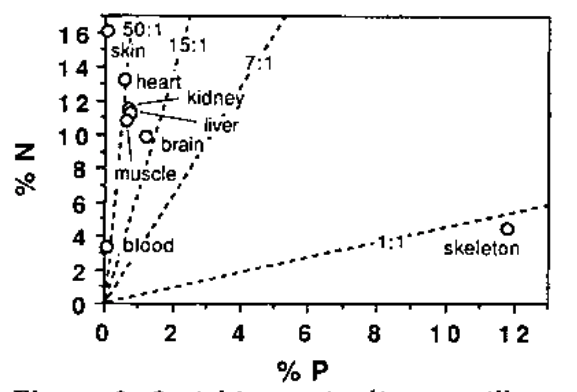 16
14
12
10
8
6
4
2
0
% N
50:1
15:1
7:1
1:1
skin
heart
kidney
liver
brain
muscle
blood
skeleton
0 2 4 6 8 10 12
% P